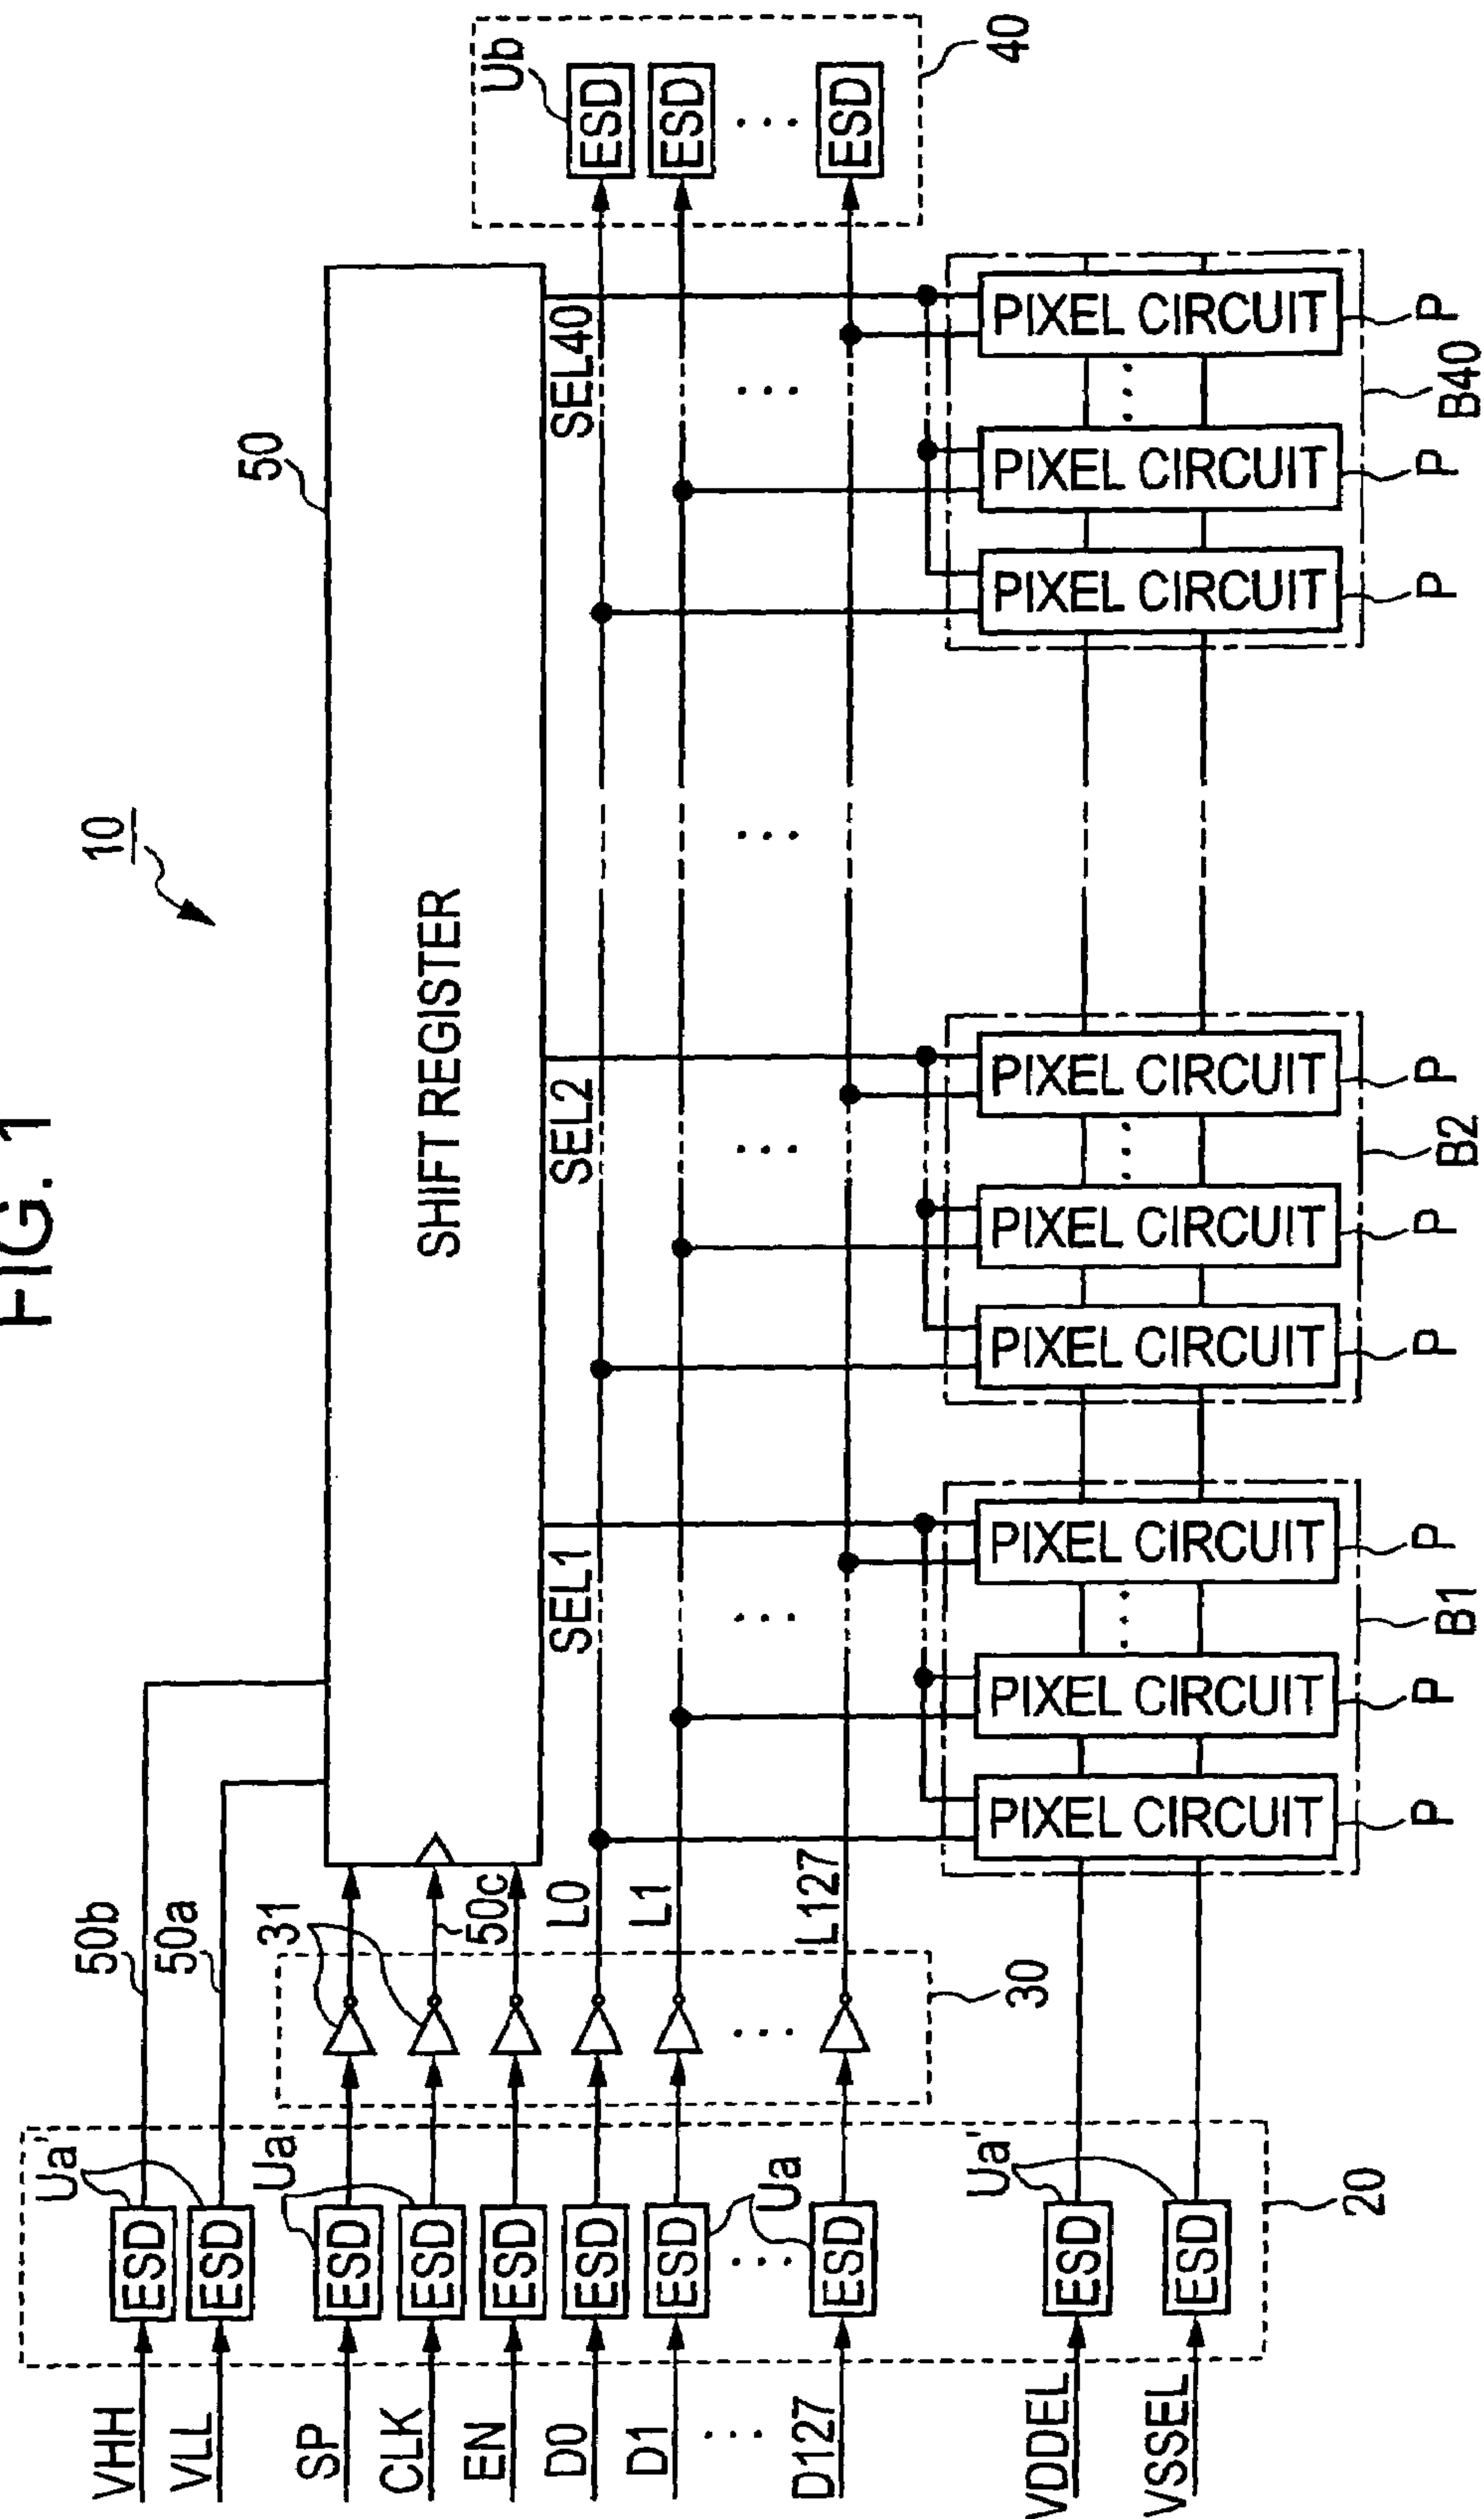 FIG. 1
10
50
50b
50a
31
50c
SHIFT REGISTER
SEL1
SEL2
SEL40
Ub
ESD
ESD
ESD
40
VHH
VLL
SP
CLK
EN
D0
D1
D127
VDDEL
VSSEL
Ua'
ESD
ESD
Ua
ESD
ESD
ESD
ESD
ESD
Ua
ESD
Ua'
ESD
ESD
20
30
L0
L1
L127
PIXEL CIRCUIT
PIXEL CIRCUIT
PIXEL CIRCUIT
PIXEL CIRCUIT
PIXEL CIRCUIT
PIXEL CIRCUIT
PIXEL CIRCUIT
PIXEL CIRCUIT
PIXEL CIRCUIT
P
P
P
B1
P
P
P
B2
P
P
P
B40